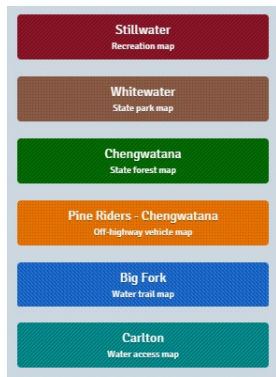 Stillwater
Recreation map
Whitewater
State park map
Chengwatana
State forest map
Pine Riders - Chengwatana
Off-highway vehicle map
Big Fork
Water trail map
Carlton
Water access map